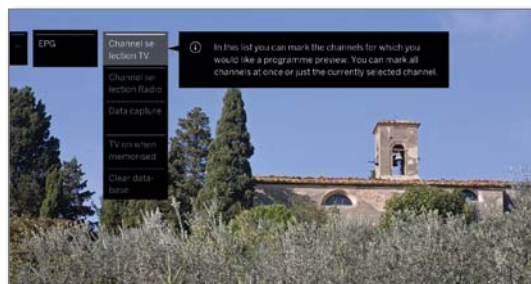 ...
EPG
Channel se-
lection TV
Channel se-
lection Radio
Data capture
TV on when
memorised
Clear data-
base
In this list you can mark the channels for which you
would like a programme preview. You can mark all
channels at once or just the currently selected channel.